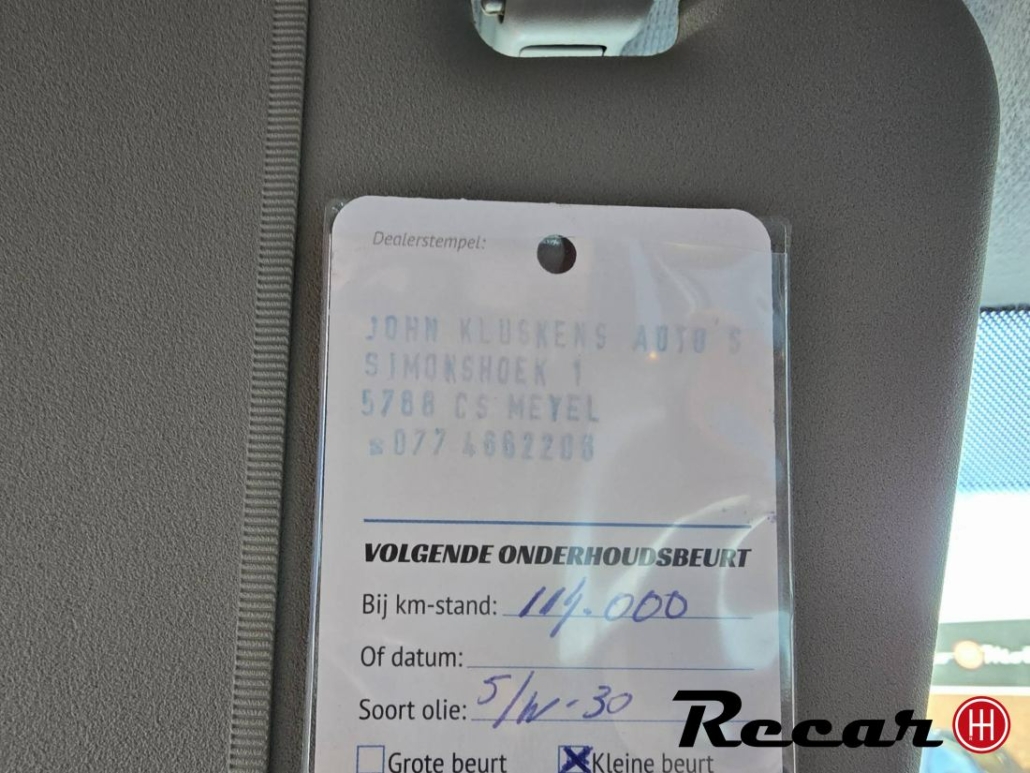 Dealerstempel:
JOHN KLUSKENS AUTO'S
SIMONSHOEK 1
5768 CS MEYEL
☎077 4662206
VOLGENDE ONDERHOUDSBEURT
Bij km-stand: 114.000
Of datum:
Soort olie: 5/W-30
Grote beurt
Kleine beurt
Recar